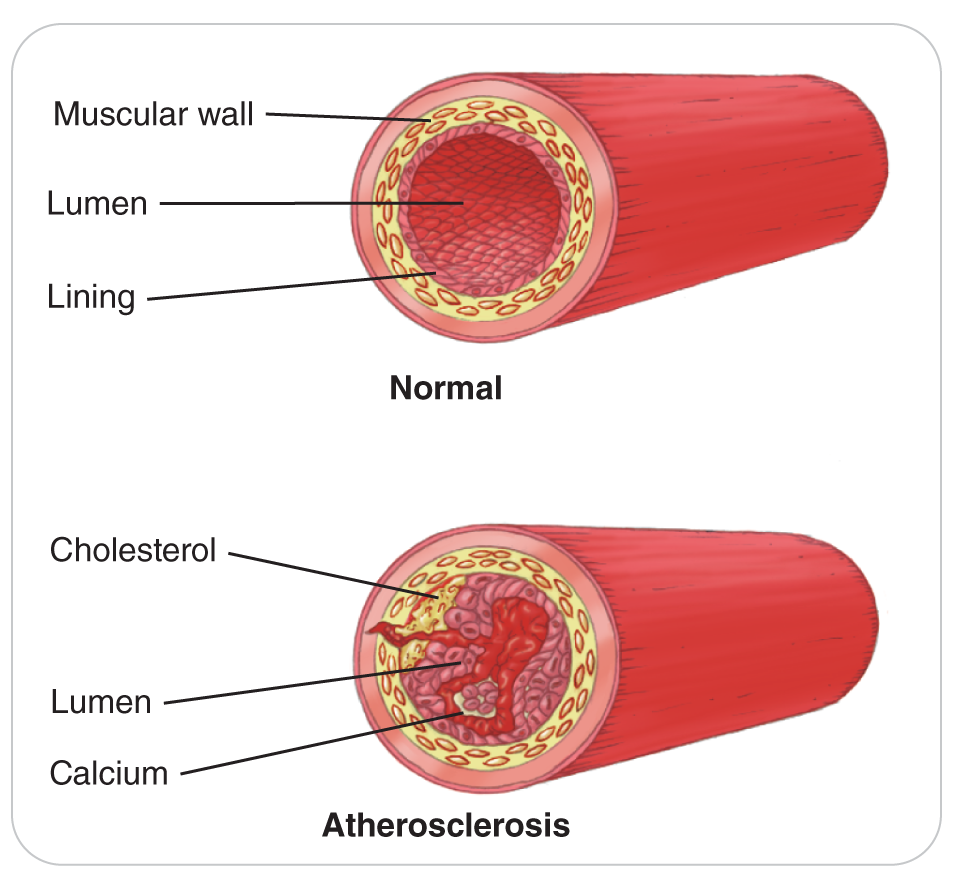 Muscular wall
Lumen
Lining
Normal
Cholesterol
Lumen
Calcium
Atherosclerosis